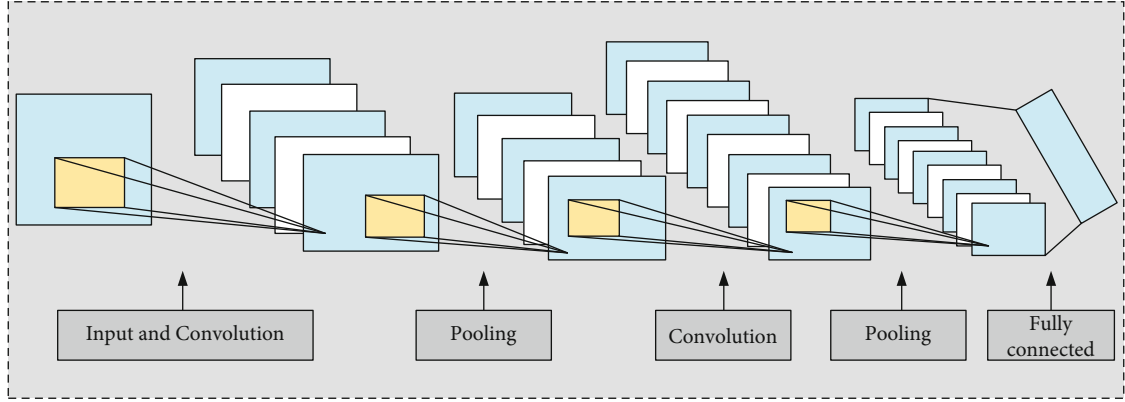 Input and Convolution
Pooling
Convolution
Pooling
Fully
connected